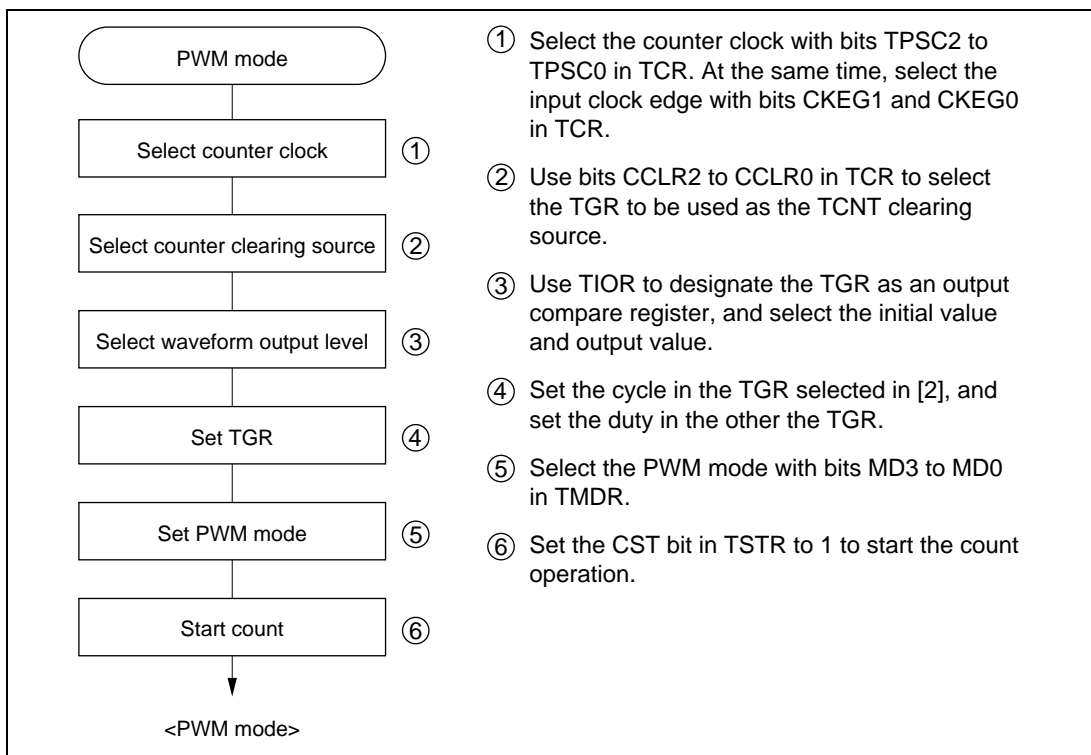 PWM mode
Select counter clock ①
Select counter clearing source ②
Select waveform output level ③
Set TGR ④
Set PWM mode ⑤
Start count ⑥
<PWM mode>
① Select the counter clock with bits TPSC2 to
TPSC0 in TCR. At the same time, select the
input clock edge with bits CKEG1 and CKEG0
in TCR.
② Use bits CCLR2 to CCLR0 in TCR to select
the TGR to be used as the TCNT clearing
source.
③ Use TIOR to designate the TGR as an output
compare register, and select the initial value
and output value.
④ Set the cycle in the TGR selected in [2], and
set the duty in the other the TGR.
⑤ Select the PWM mode with bits MD3 to MD0
in TMDR.
⑥ Set the CST bit in TSTR to 1 to start the count
operation.